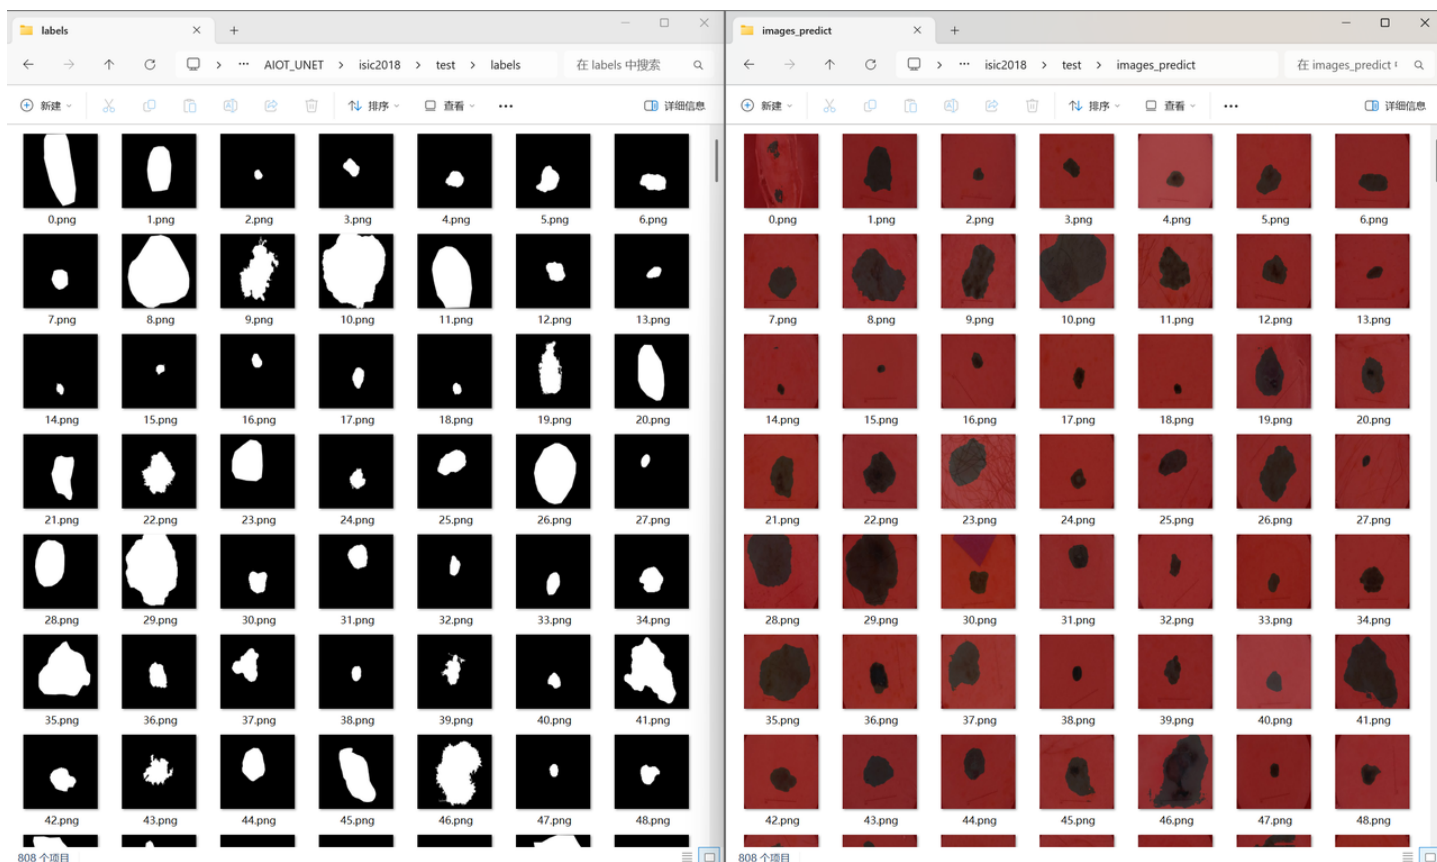 labels
AIOT_UNET > isic2018 > test > labels
在 labels 中搜索
新建
排序
查看
详细信息
0.png 1.png 2.png 3.png 4.png 5.png 6.png
7.png 8.png 9.png 10.png 11.png 12.png 13.png
14.png 15.png 16.png 17.png 18.png 19.png 20.png
21.png 22.png 23.png 24.png 25.png 26.png 27.png
28.png 29.png 30.png 31.png 32.png 33.png 34.png
35.png 36.png 37.png 38.png 39.png 40.png 41.png
42.png 43.png 44.png 45.png 46.png 47.png 48.png
808 个项目
images_predict
isic2018 > test > images_predict
在 images_predict
新建
排序
查看
详细信息
0.png 1.png 2.png 3.png 4.png 5.png 6.png
7.png 8.png 9.png 10.png 11.png 12.png 13.png
14.png 15.png 16.png 17.png 18.png 19.png 20.png
21.png 22.png 23.png 24.png 25.png 26.png 27.png
28.png 29.png 30.png 31.png 32.png 33.png 34.png
35.png 36.png 37.png 38.png 39.png 40.png 41.png
42.png 43.png 44.png 45.png 46.png 47.png 48.png
808 个项目